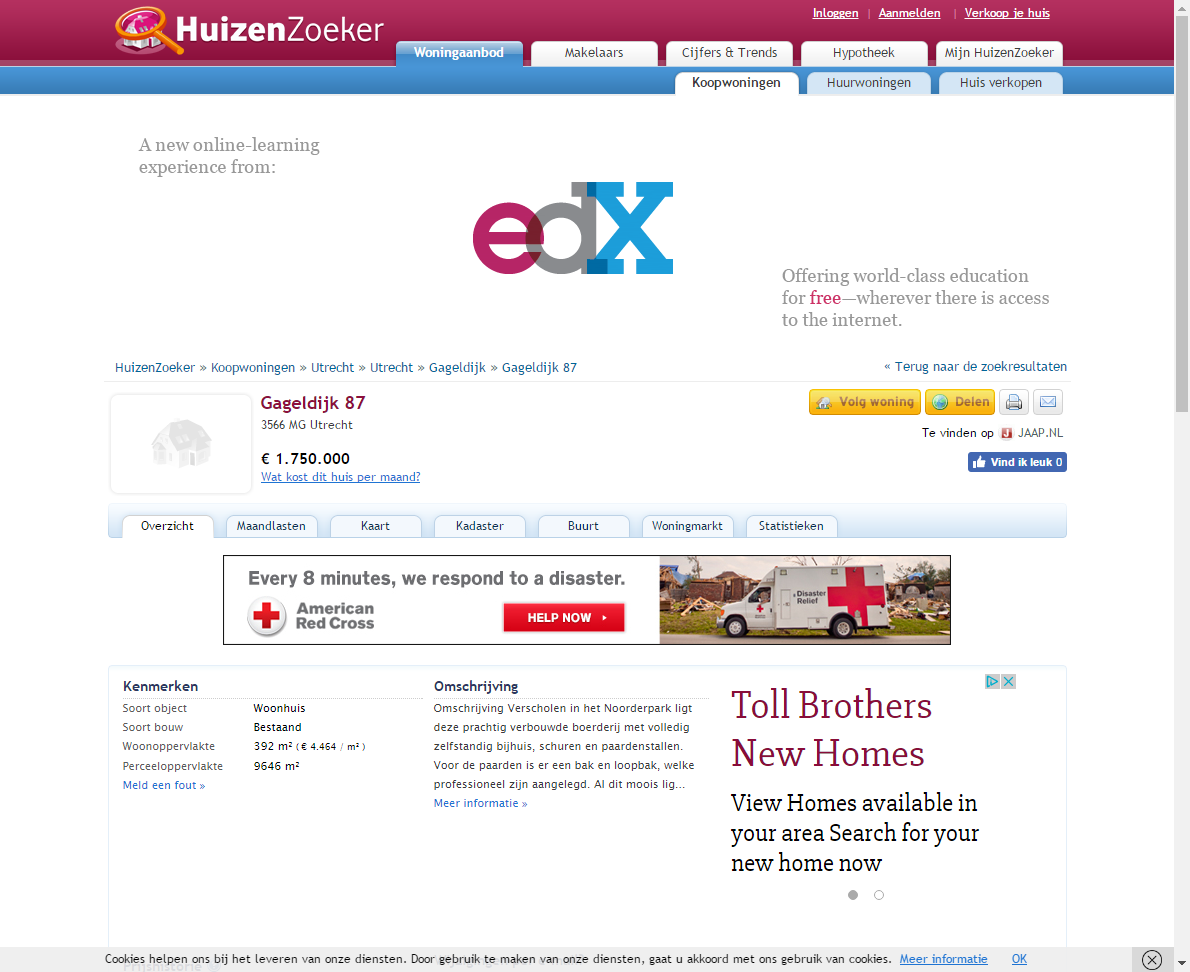 Inloggen | Aanmelden | Verkoop je huis
HuizenZoeker
Woningaanbod Makelaars Cijfers & Trends Hypotheek Mijn HuizenZoeker
Koopwoningen Huurwoningen Huis verkopen
A new online-learning
experience from:
edX
Offering world-class education
for free—wherever there is access
to the internet.
HuizenZoeker » Koopwoningen » Utrecht » Utrecht » Gageldijk » Gageldijk 87
« Terug naar de zoekresultaten
Gageldijk 87
3566 MG Utrecht
€ 1.750.000
Wat kost dit huis per maand?
Volg woning Delen
Te vinden op JAAP.NL
Vind ik leuk 0
Overzicht Maandlasten Kaart Kadaster Buurt Woningmarkt Statistieken
Every 8 minutes, we respond to a disaster.
American
Red Cross
HELP NOW
Disaster
Relief
Kenmerken
Soort object Woonhuis
Soort bouw Bestaand
Woonoppervlakte 392 m² ( € 4.464 / m² )
Perceeloppervlakte 9646 m²
Meld een fout »
Omschrijving
Omschrijving Verscholen in het Noorderpark ligt
deze prachtig verbouwde boerderij met volledig
zelfstandig bijhuis, schuren en paardenstallen.
Voor de paarden is er een bak en loopbak, welke
professioneel zijn aangelegd. Al dit moois lig...
Meer informatie »
Toll Brothers
New Homes
View Homes available in
your area Search for your
new home now
Cookies helpen ons bij het leveren van onze diensten. Door gebruik te maken van onze diensten, gaat u akkoord met ons gebruik van cookies. Meer informatie OK
Prijshistorie